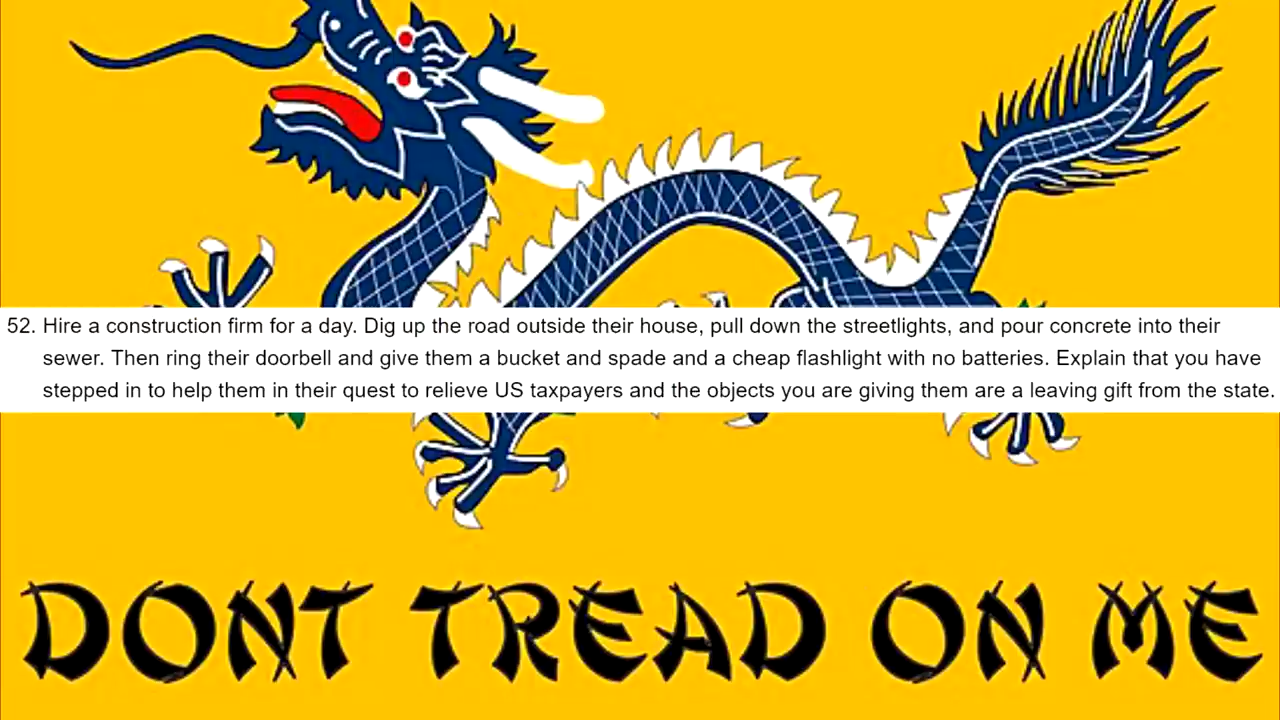 52. Hire a construction firm for a day. Dig up the road outside their house, pull down the streetlights, and pour concrete into their
sewer. Then ring their doorbell and give them a bucket and spade and a cheap flashlight with no batteries. Explain that you have
stepped in to help them in their quest to relieve US taxpayers and the objects you are giving them are a leaving gift from the state.
DONT TREAD ON ME